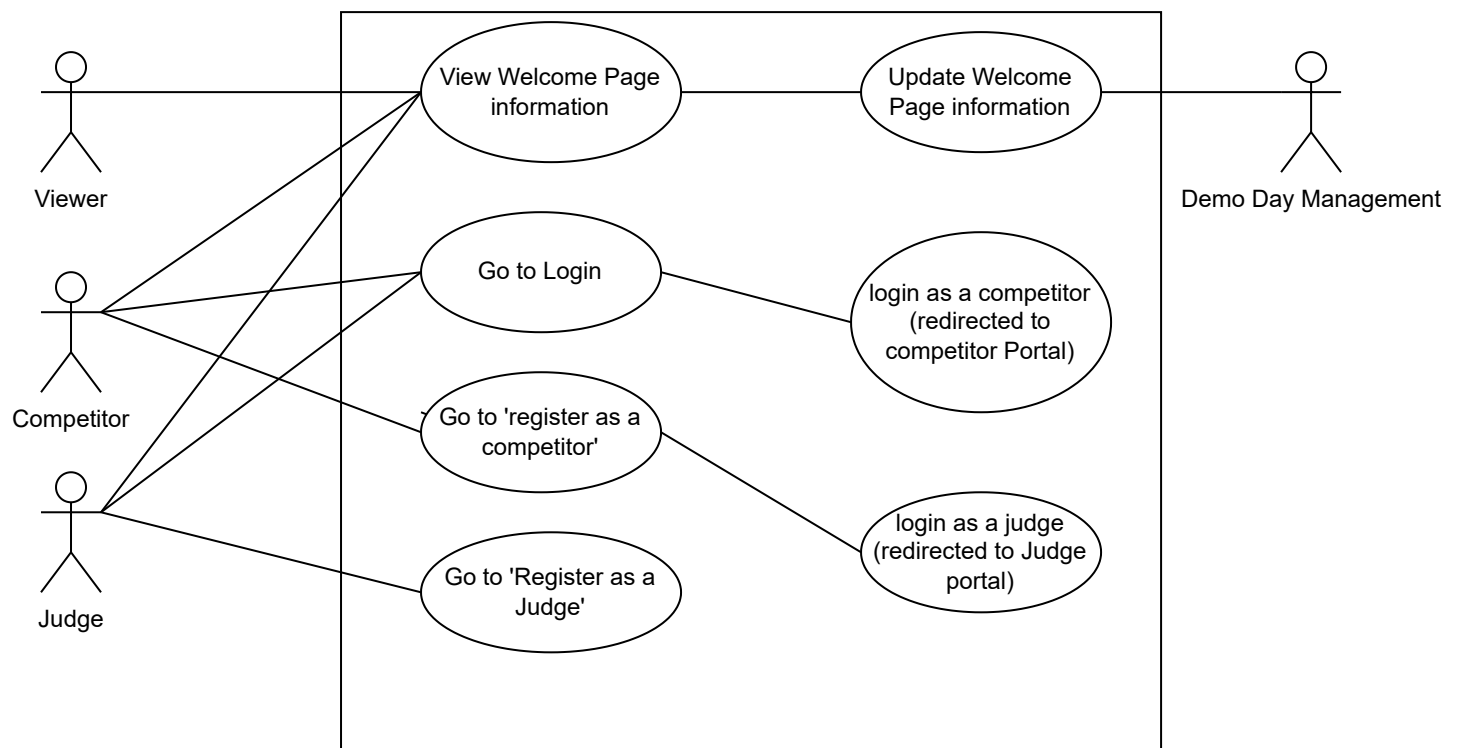 View Welcome Page
information
Update Welcome
Page information
Viewer
Demo Day Management
Go to Login
login as a competitor
(redirected to
competitor Portal)
Competitor
Go to 'register as a
competitor'
login as a judge
(redirected to Judge
portal)
Go to 'Register as a
Judge'
Judge